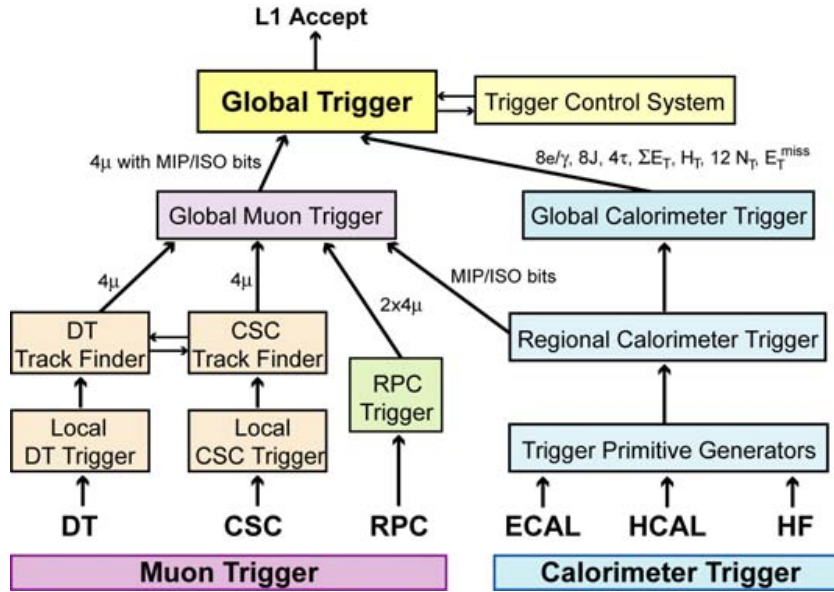 L1 Accept
Global Trigger
Trigger Control System
4μ with MIP/ISO bits
8e/γ, 8J, 4τ, ΣE_T, H_T, 12 N_T, E_T^miss
Global Muon Trigger
Global Calorimeter Trigger
4μ
4μ
2x4μ
MIP/ISO bits
DT
Track Finder
CSC
Track Finder
Regional Calorimeter Trigger
RPC
Trigger
Local
DT Trigger
Local
CSC Trigger
Trigger Primitive Generators
DT
CSC
RPC
ECAL
HCAL
HF
Muon Trigger
Calorimeter Trigger